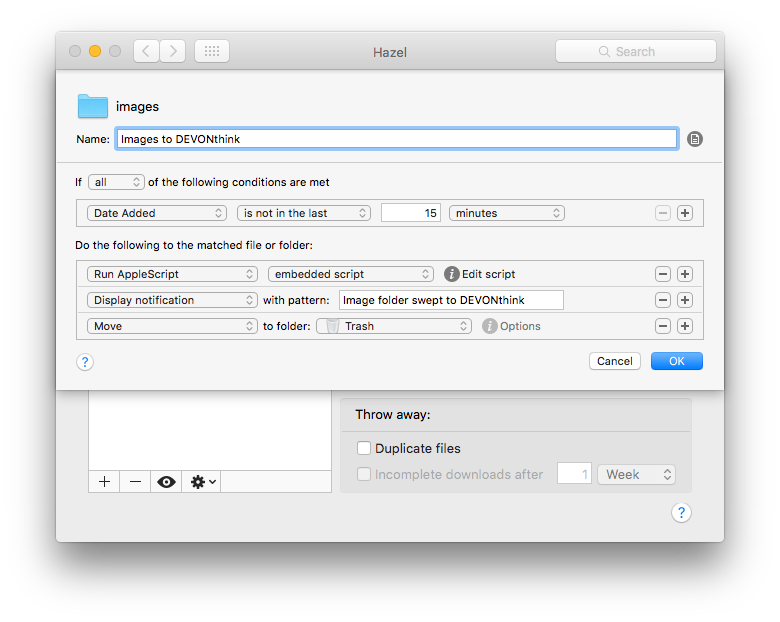 Hazel
Search
images
Name: Images to DEVONthink
If all of the following conditions are met
Date Added is not in the last 15 minutes
Do the following to the matched file or folder:
Run AppleScript embedded script i Edit script
Display notification with pattern: Image folder swept to DEVONthink
Move to folder: Trash i Options
? Cancel OK
Throw away:
Duplicate files
Incomplete downloads after 1 Week
?